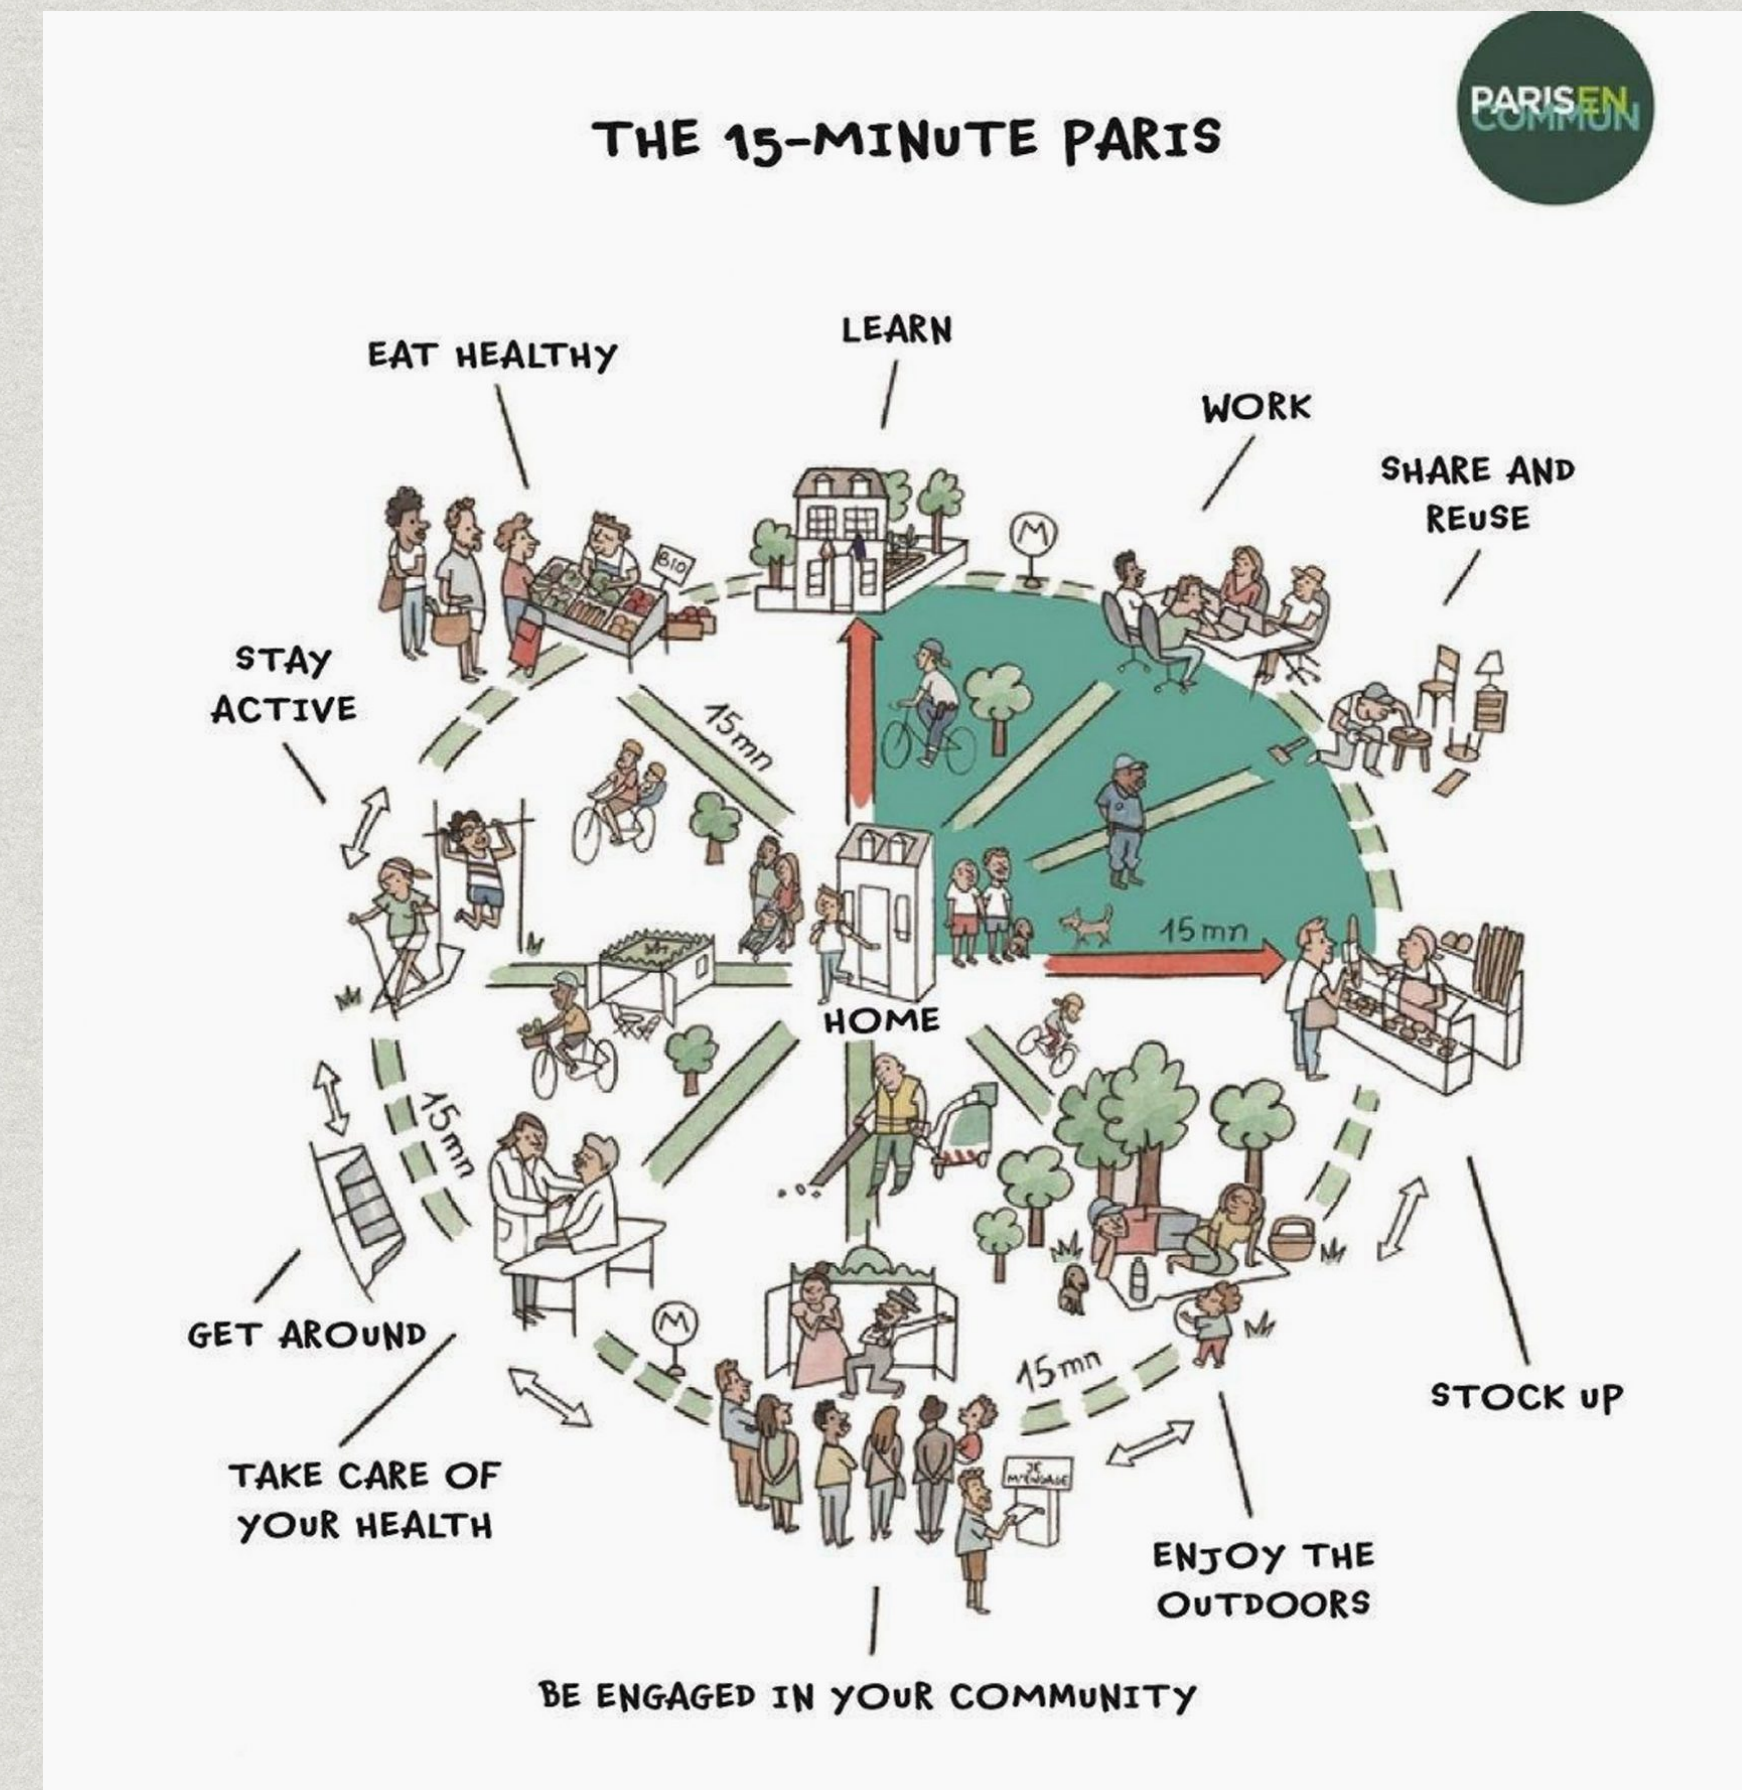 PARISEN
COMMUN
THE 15-MINUTE PARIS
LEARN
EAT HEALTHY
WORK
SHARE AND
REUSE
M
BIO
STAY
ACTIVE
15mn
15mn
HOME
15mn
GET AROUND
M
15mn
STOCK UP
TAKE CARE OF
YOUR HEALTH
JE
M'ENGAGE
ENJOY THE
OUTDOORS
BE ENGAGED IN YOUR COMMUNITY